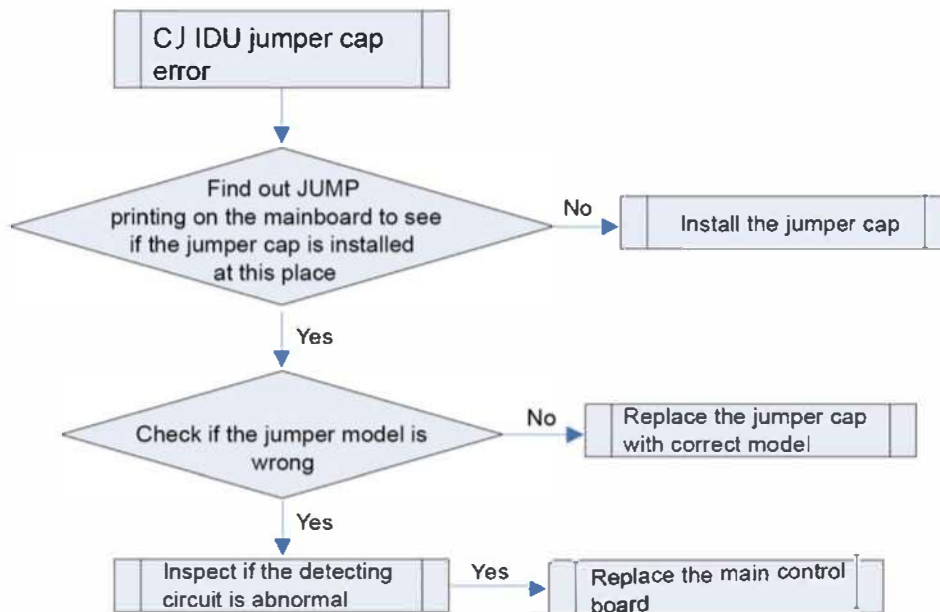 CJ IDU jumper cap
error
Find out JUMP
printing on the mainboard to see
if the jumper cap is installed
at this place
No
Install the jumper cap
Yes
Check if the jumper model is
wrong
No
Replace the jumper cap
with correct model
Yes
Inspect if the detecting
circuit is abnormal
Yes
Replace the main control
board